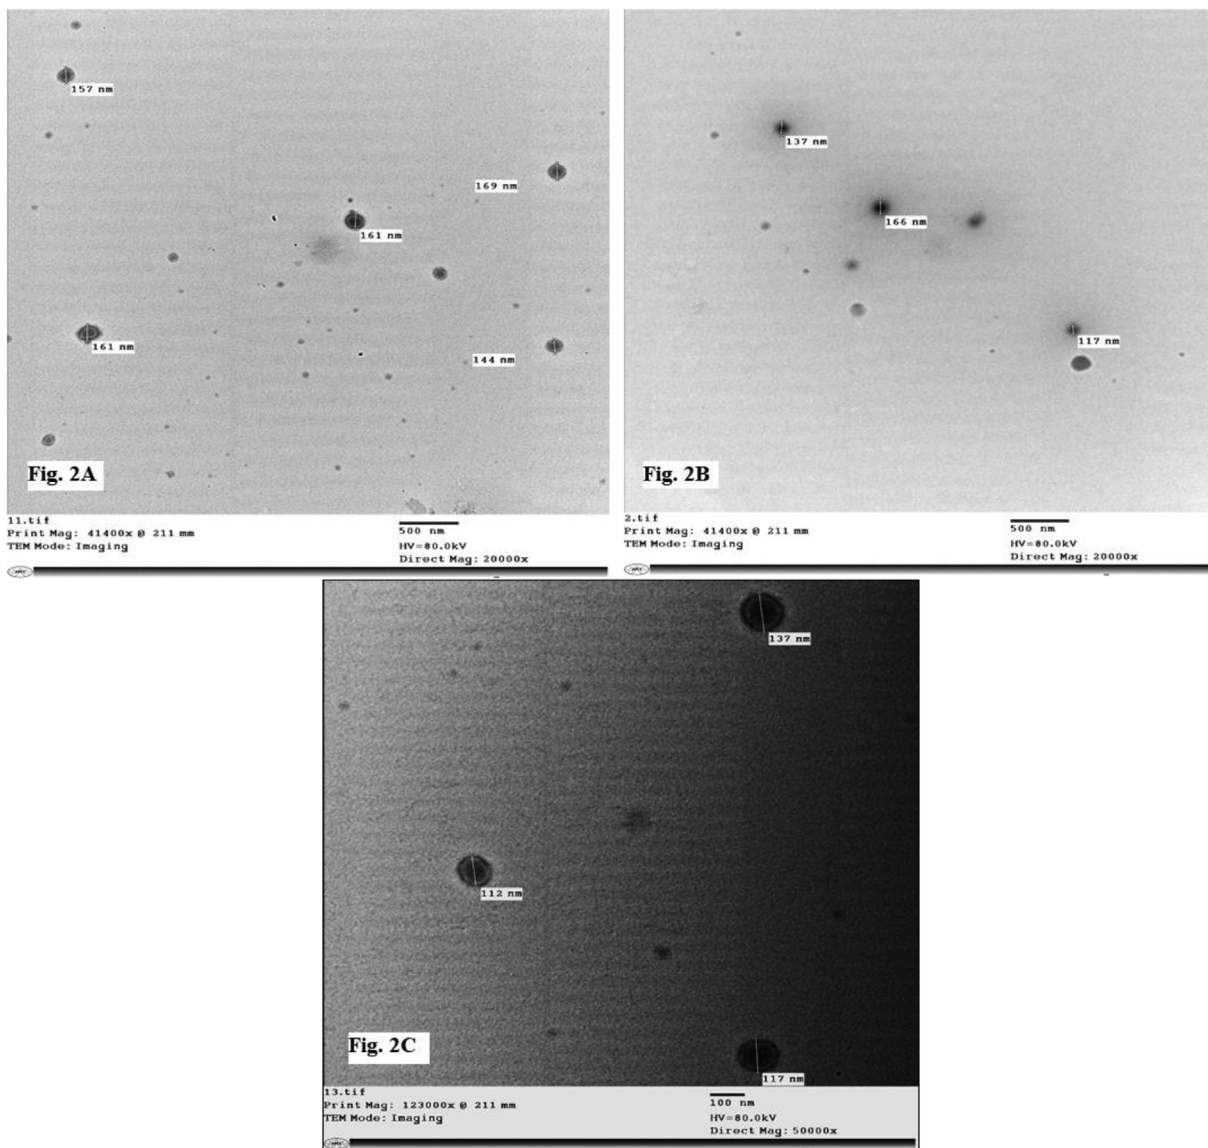 157 nm
169 nm
161 nm
161 nm
144 nm
Fig. 2A
11.tif
Print Mag: 41400x @ 211 mm
TEM Mode: Imaging
500 nm
HV=80.0kV
Direct Mag: 20000x
137 nm
166 nm
117 nm
Fig. 2B
2.tif
Print Mag: 41400x @ 211 mm
TEM Mode: Imaging
500 nm
HV=80.0kV
Direct Mag: 20000x
137 nm
112 nm
Fig. 2C
117 nm
13.tif
Print Mag: 123000x @ 211 mm
TEM Mode: Imaging
100 nm
HV=80.0kV
Direct Mag: 50000x